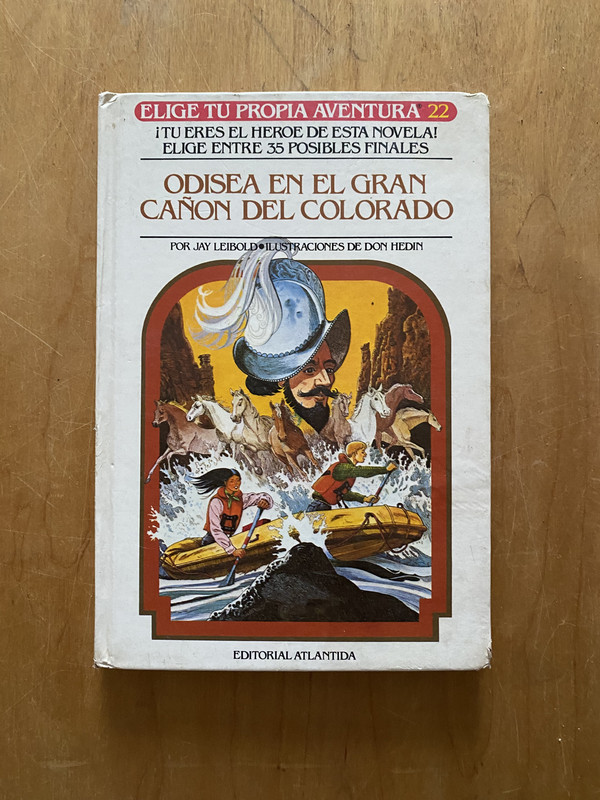 ELIGE TU PROPIA AVENTURA 22
¡TU ERES EL HEROE DE ESTA NOVELA!
ELIGE ENTRE 35 POSIBLES FINALES
ODISEA EN EL GRAN
CAÑON DEL COLORADO
POR JAY LEIBOLD • ILUSTRACIONES DE DON HEDIN
EDITORIAL ATLANTIDA